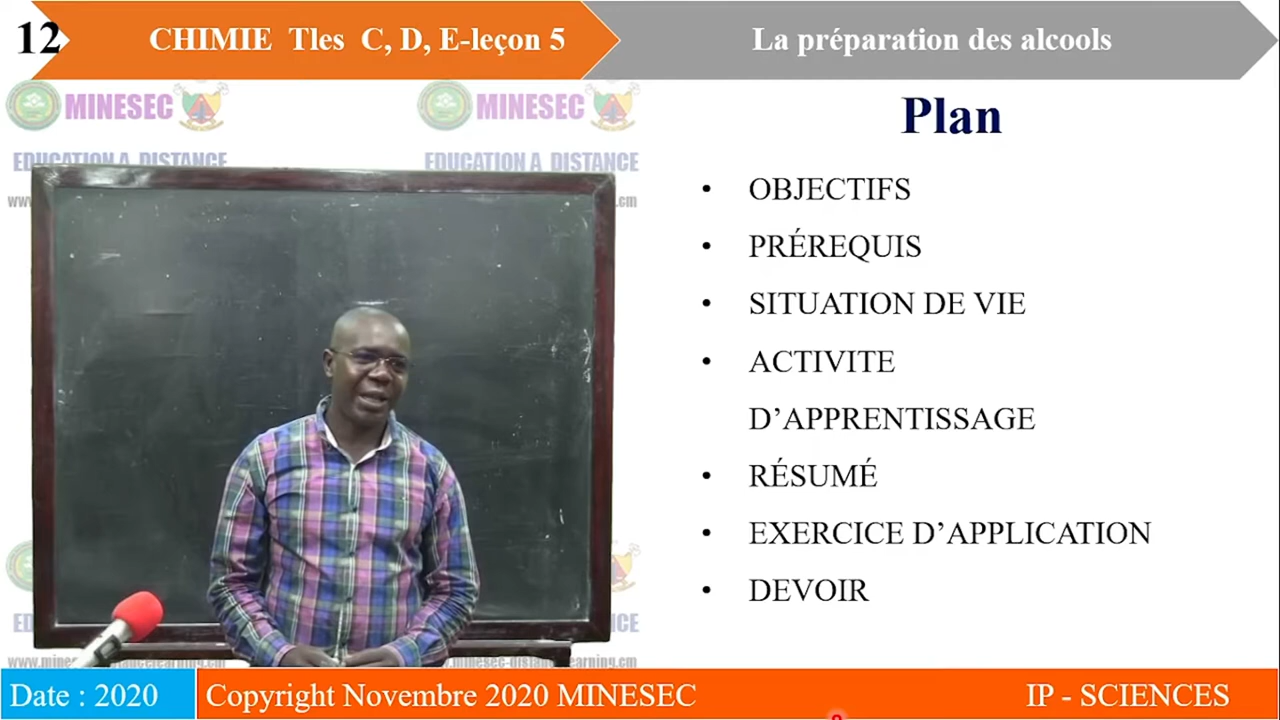 12
CHIMIE Tles C, D, E-leçon 5
La préparation des alcools
MINESEC
MINESEC
EDUCATION A DISTANCE
EDUCATION A DISTANCE
Plan
• OBJECTIFS
• PRÉREQUIS
• SITUATION DE VIE
• ACTIVITE
D’APPRENTISSAGE
• RÉSUMÉ
• EXERCICE D’APPLICATION
• DEVOIR
Date : 2020
Copyright Novembre 2020 MINESEC
IP - SCIENCES